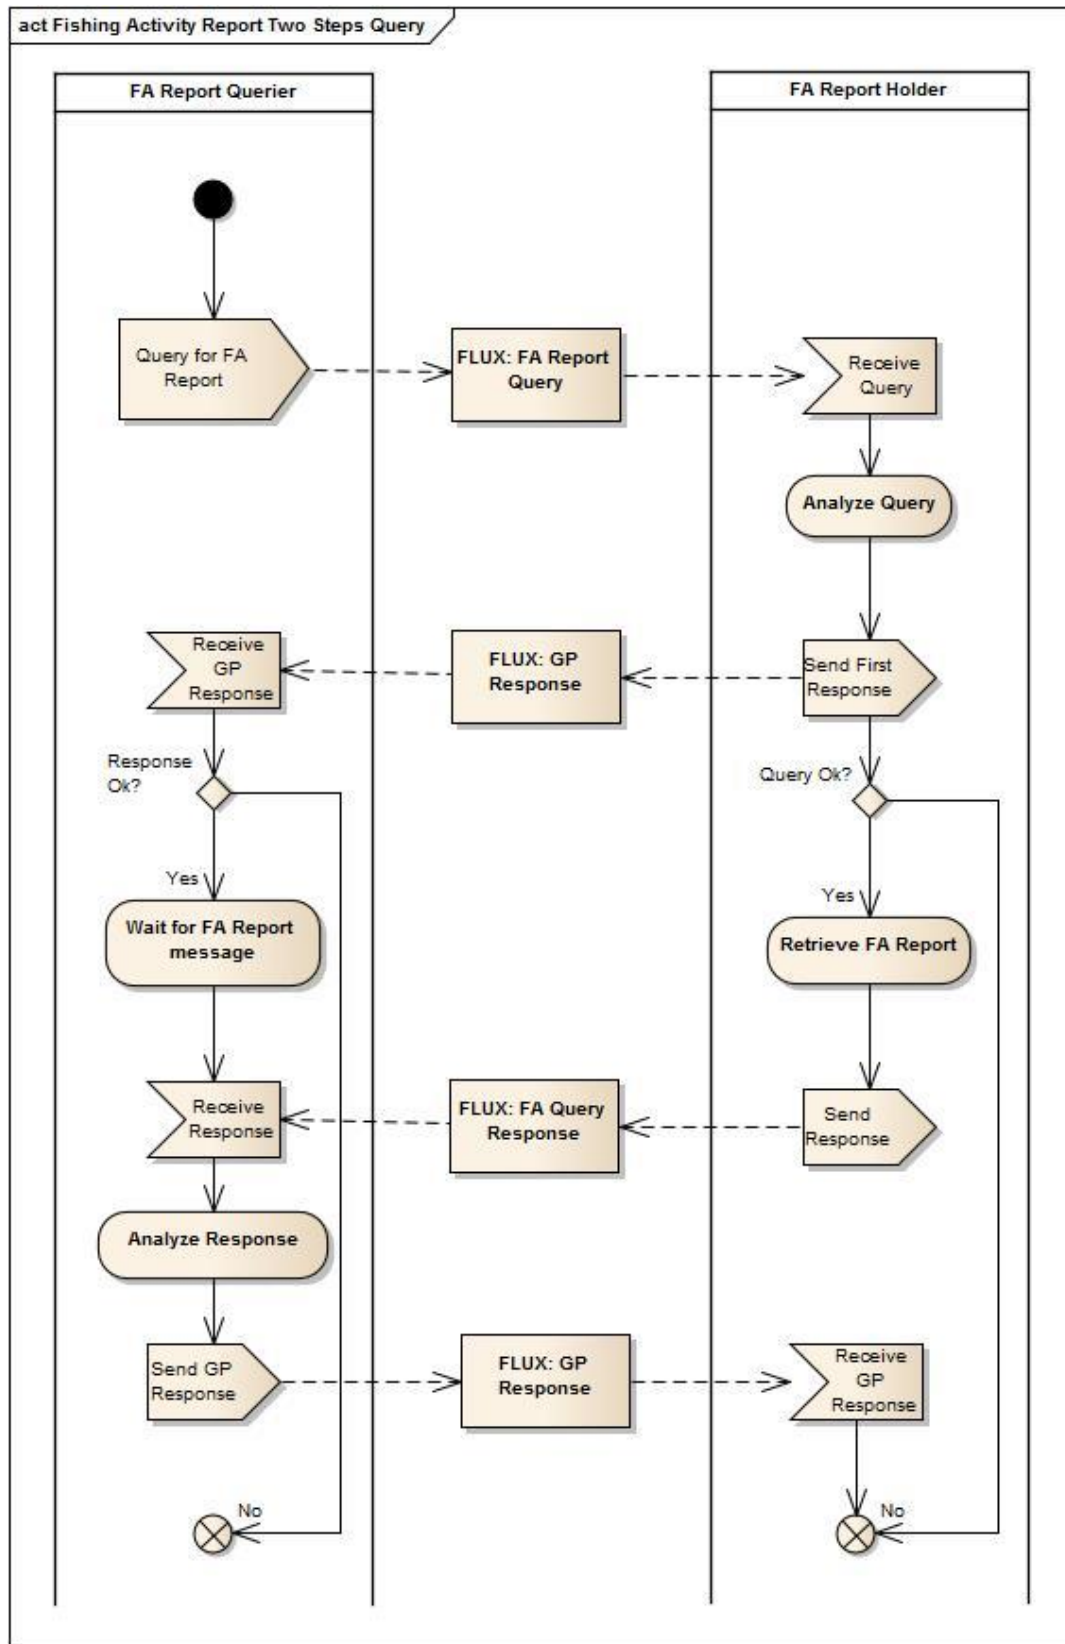 act Fishing Activity Report Two Steps Query
FA Report Querier
FA Report Holder
Query for FA
Report
FLUX: FA Report
Query
Receive
Query
Analyze Query
Receive
GP
Response
FLUX: GP
Response
Send First
Response
Response
Ok?
Query Ok?
Yes
Yes
Wait for FA Report
message
Retrieve FA Report
Receive
Response
FLUX: FA Query
Response
Send
Response
Analyze Response
Send GP
Response
FLUX: GP
Response
Receive
GP
Response
No
No